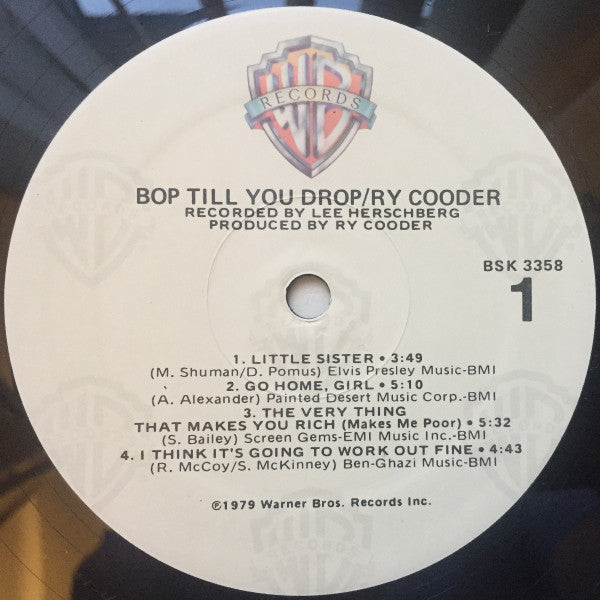 WB
RECORDS
BOP TILL YOU DROP/RY COODER
RECORDED BY LEE HERSCHBERG
PRODUCED BY RY COODER
BSK 3358
1
1. LITTLE SISTER • 3:49
(M. Shuman/D. Pomus) Elvis Presley Music-BMI
2. GO HOME, GIRL • 5:10
(A. Alexander) Painted Desert Music Corp.-BMI
3. THE VERY THING
THAT MAKES YOU RICH (Makes Me Poor) • 5:32
(S. Bailey) Screen Gems-EMI Music Inc.-BMI
4. I THINK IT'S GOING TO WORK OUT FINE • 4:43
(R. McCoy/S. McKinney) Ben-Ghazi Music-BMI
℗1979 Warner Bros. Records Inc.